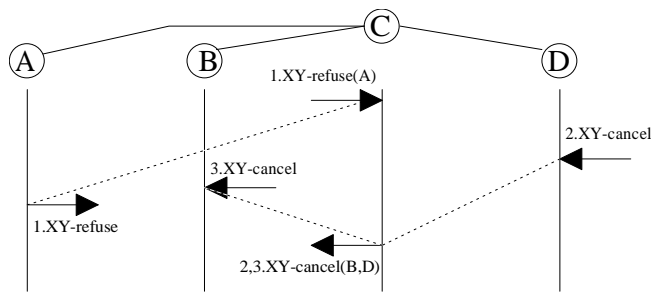 C
A
B
D
1.XY-refuse(A)
2.XY-cancel
3.XY-cancel
1.XY-refuse
2,3.XY-cancel(B,D)